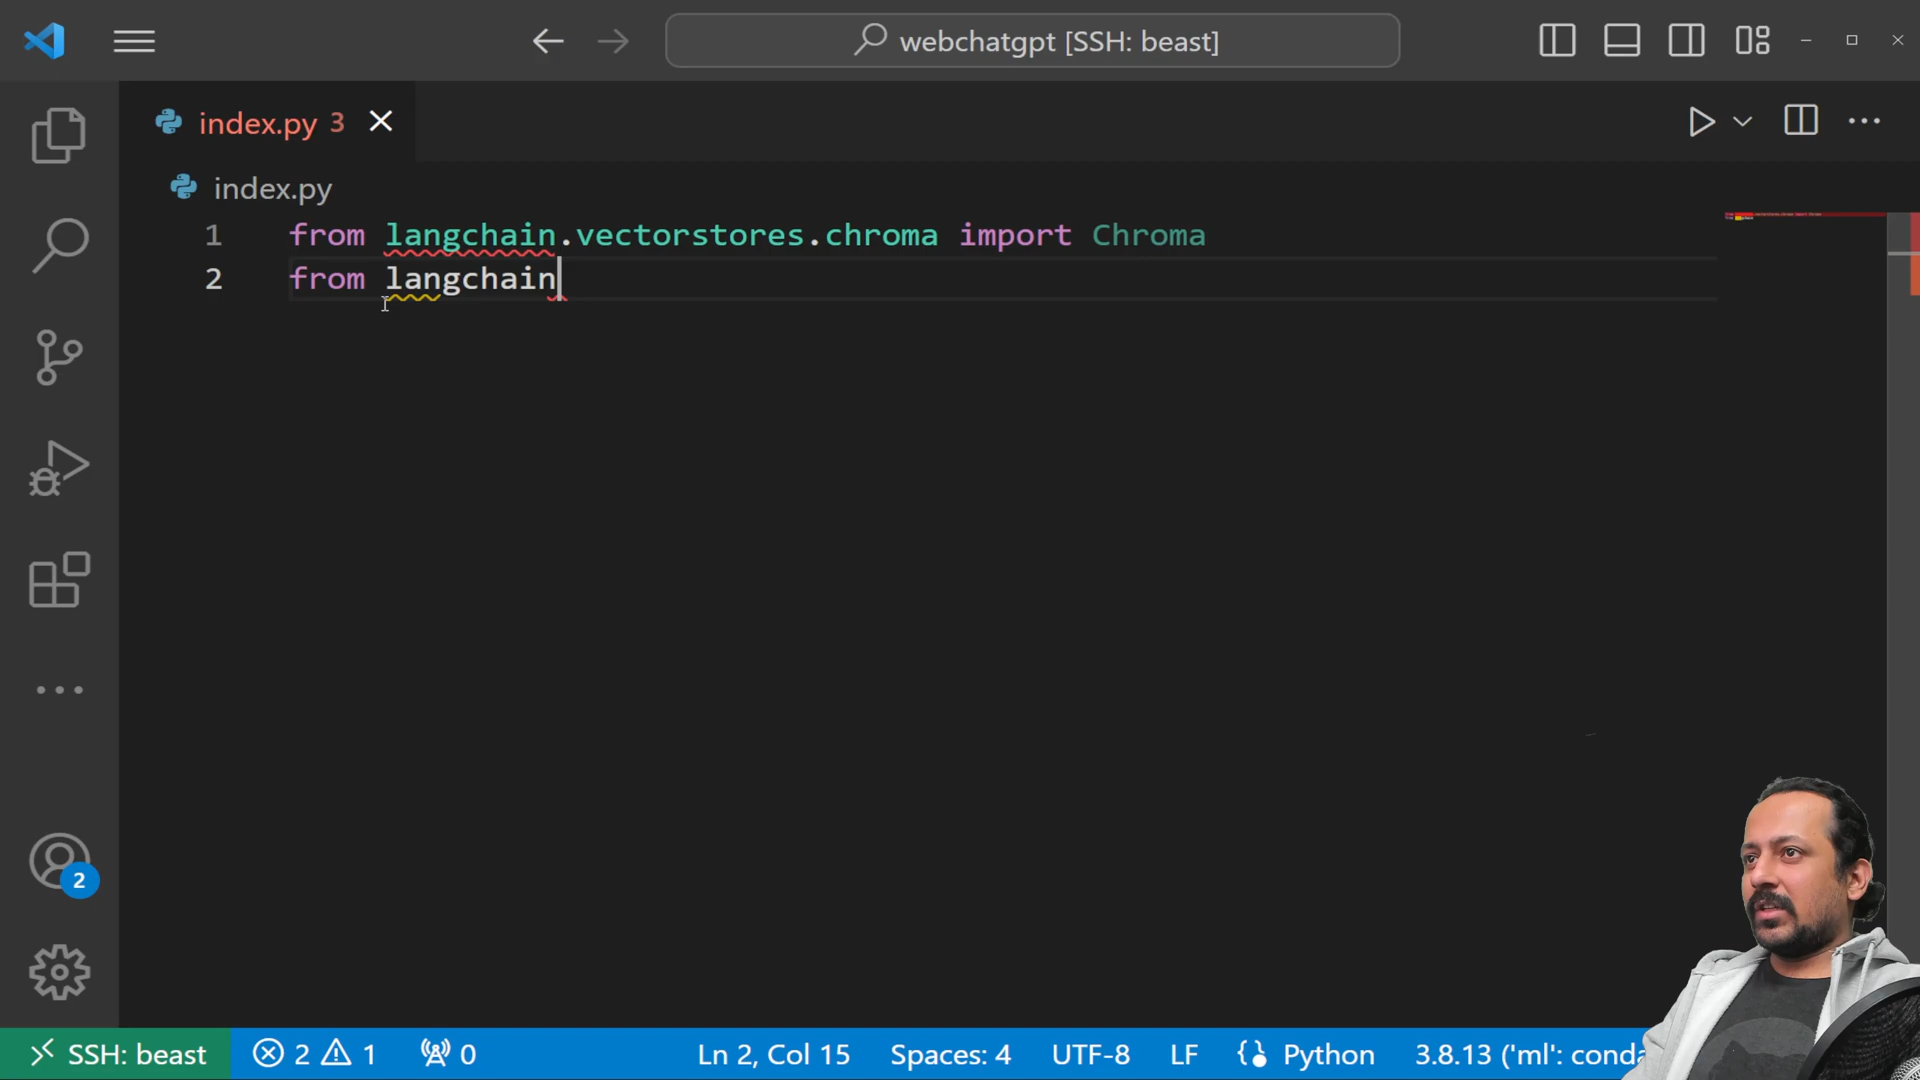 webchatgpt [SSH: beast]
index.py 3
index.py
1 from langchain.vectorstores.chroma import Chroma
2 from langchain
2
SSH: beast 2 1 0 Ln 2, Col 15 Spaces: 4 UTF-8 LF Python 3.8.13 ('ml': conda